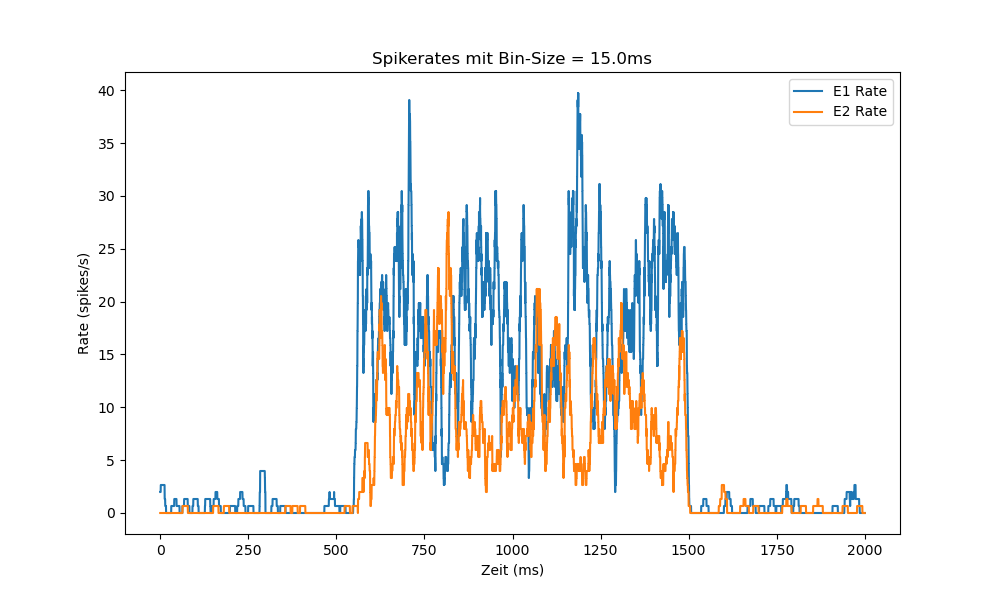 Spikerates mit Bin-Size = 15.0ms
E1 Rate
E2 Rate
Rate (spikes/s)
40
35
30
25
20
15
10
5
0
0 250 500 750 1000 1250 1500 1750 2000
Zeit (ms)